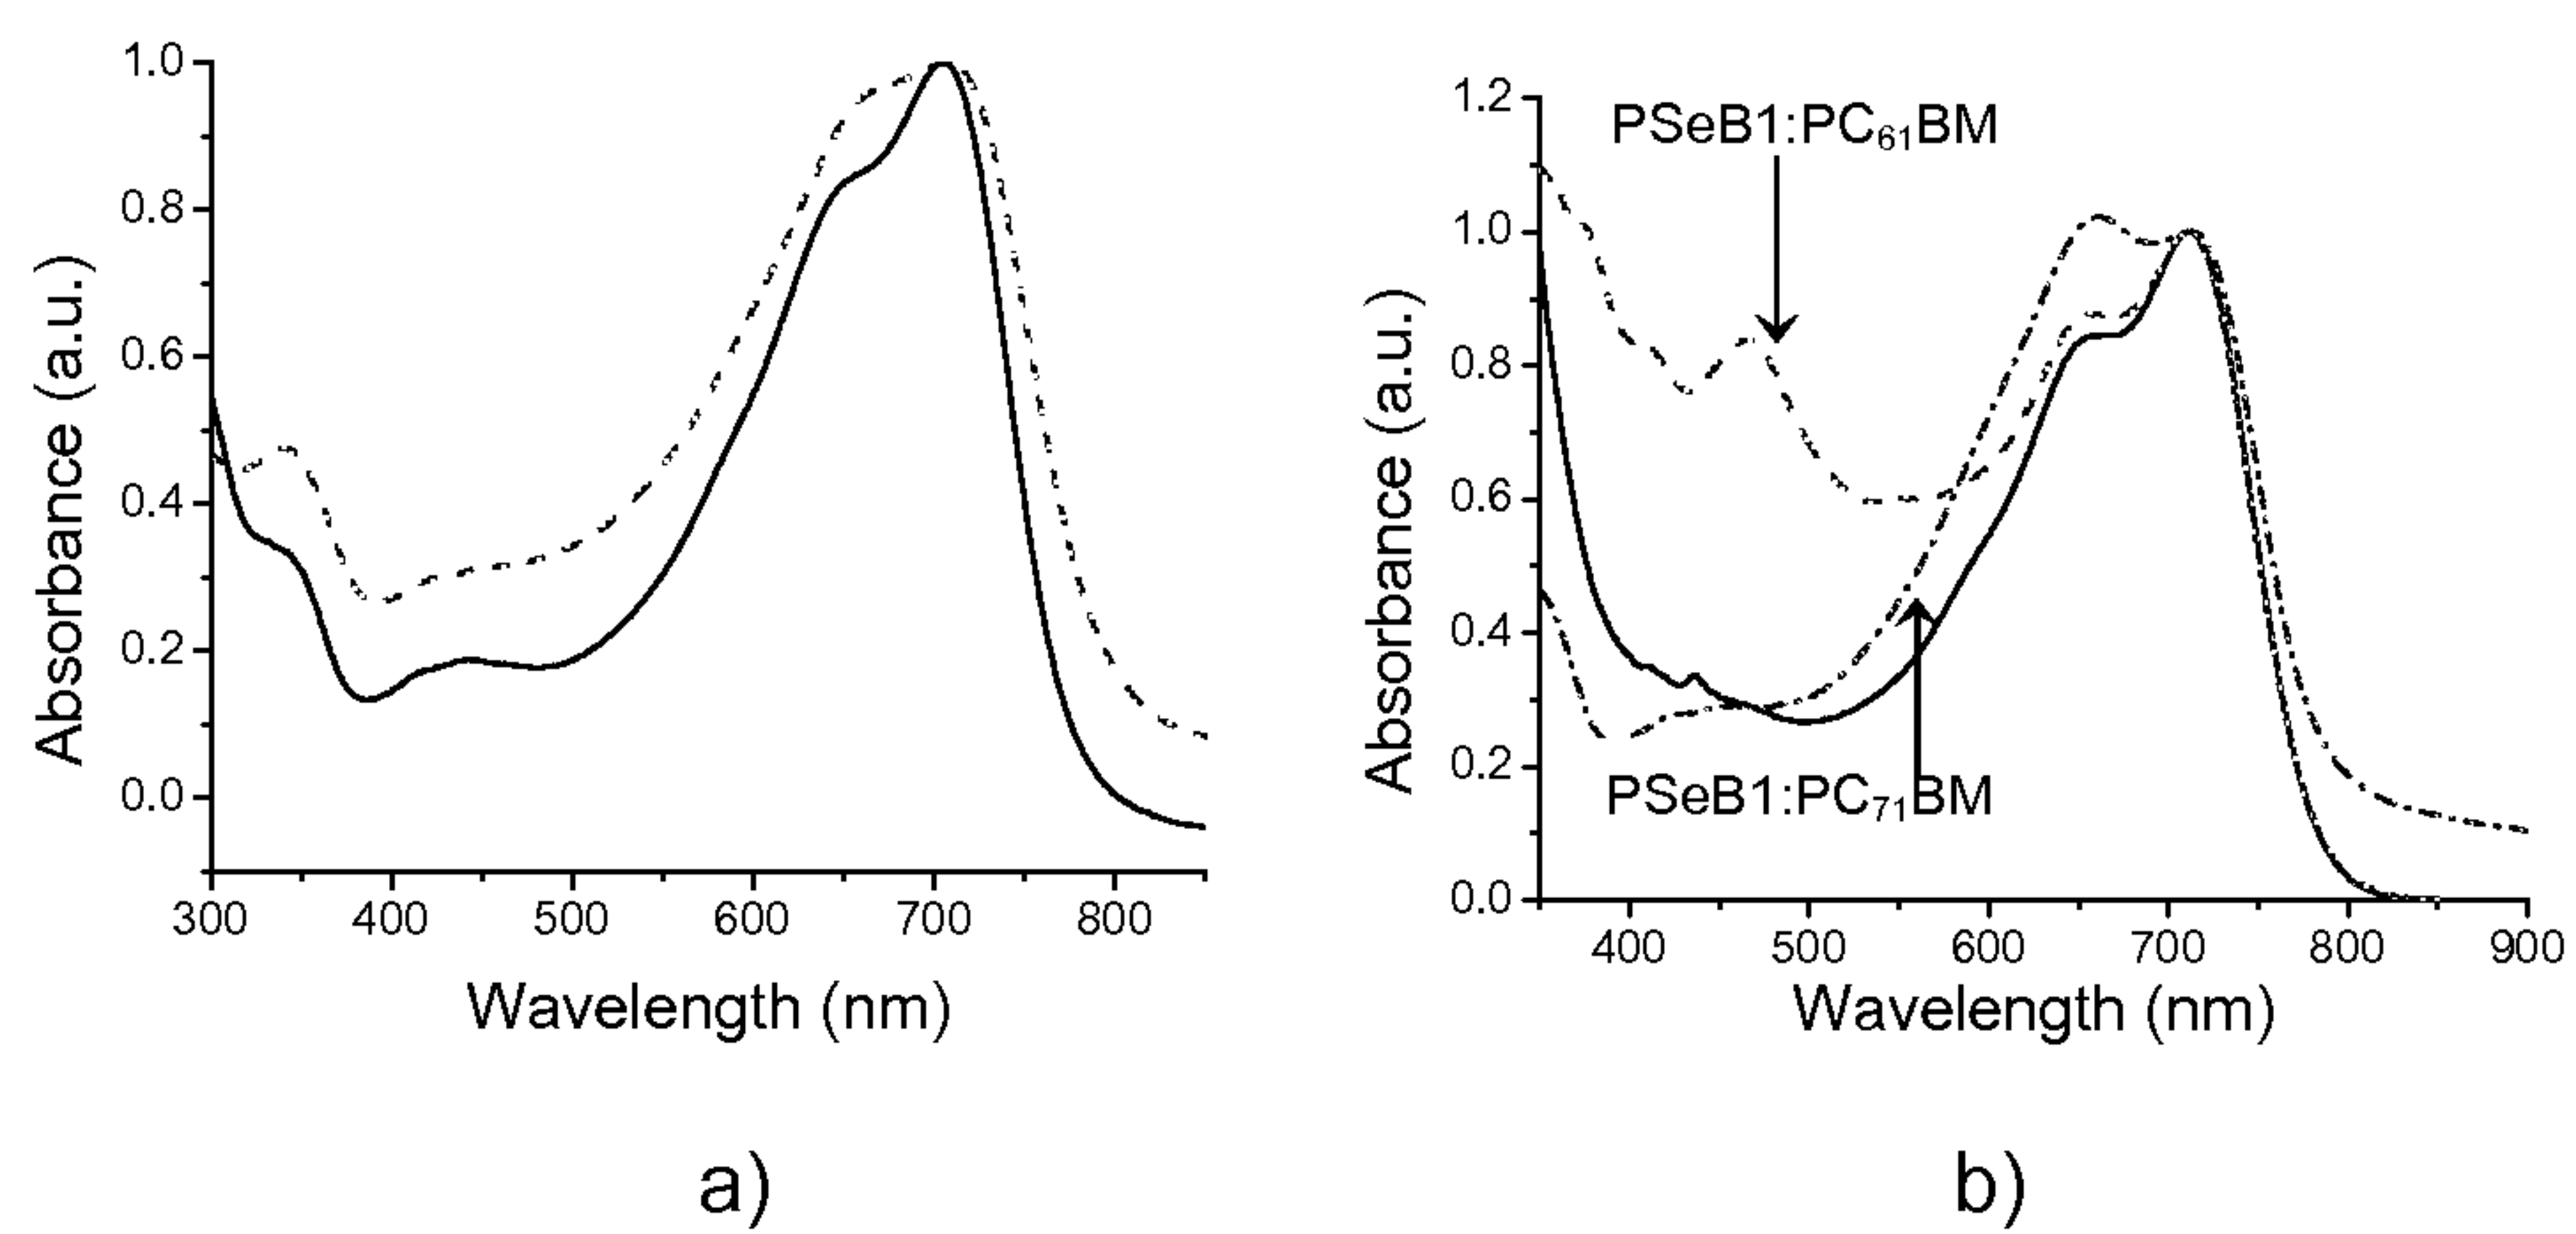 1.0
0.8
0.6
0.4
0.2
0.0
Absorbance (a.u.)
300 400 500 600 700 800
Wavelength (nm)
a)
1.2
1.0
0.8
0.6
0.4
0.2
0.0
Absorbance (a.u.)
PSeB1:PC₆₁BM
PSeB1:PC₇₁BM
400 500 600 700 800 900
Wavelength (nm)
b)